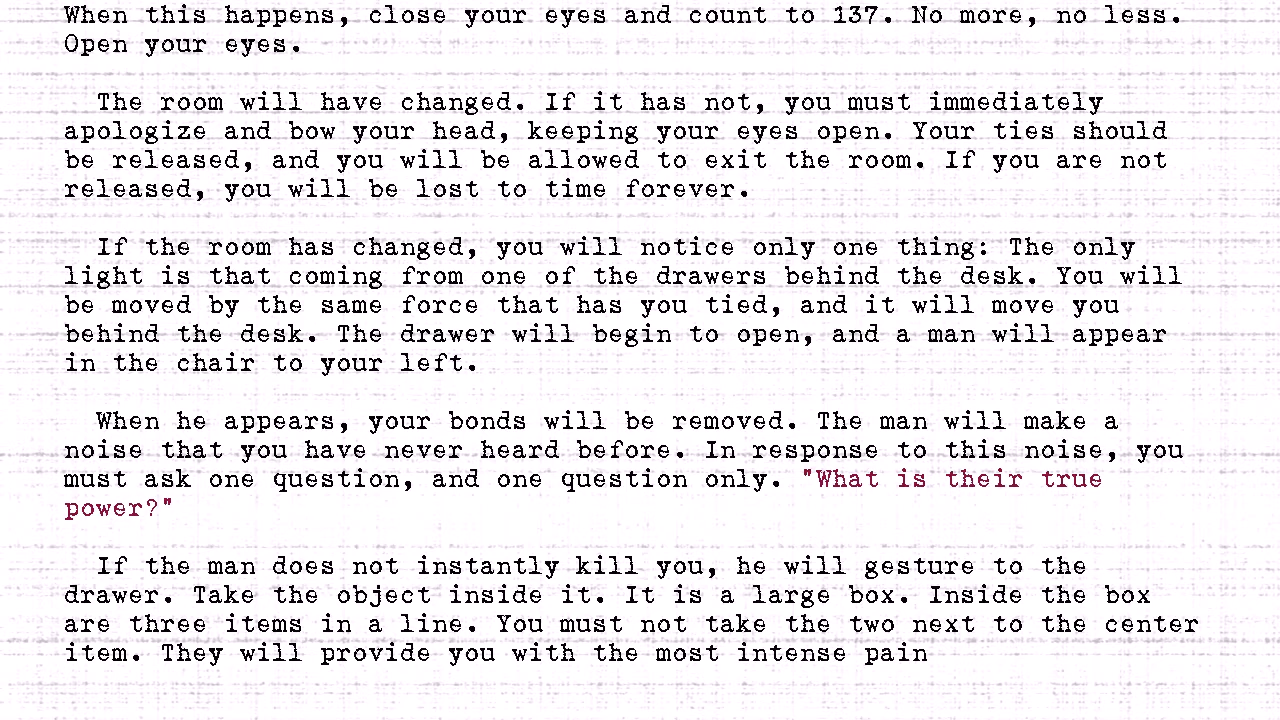 When this happens, close your eyes and count to 137. No more, no less.
Open your eyes.
The room will have changed. If it has not, you must immediately
apologize and bow your head, keeping your eyes open. Your ties should
be released, and you will be allowed to exit the room. If you are not
released, you will be lost to time forever.
If the room has changed, you will notice only one thing: The only
light is that coming from one of the drawers behind the desk. You will
be moved by the same force that has you tied, and it will move you
behind the desk. The drawer will begin to open, and a man will appear
in the chair to your left.
When he appears, your bonds will be removed. The man will make a
noise that you have never heard before. In response to this noise, you
must ask one question, and one question only. "What is their true
power?"
If the man does not instantly kill you, he will gesture to the
drawer. Take the object inside it. It is a large box. Inside the box
are three items in a line. You must not take the two next to the center
item. They will provide you with the most intense pain